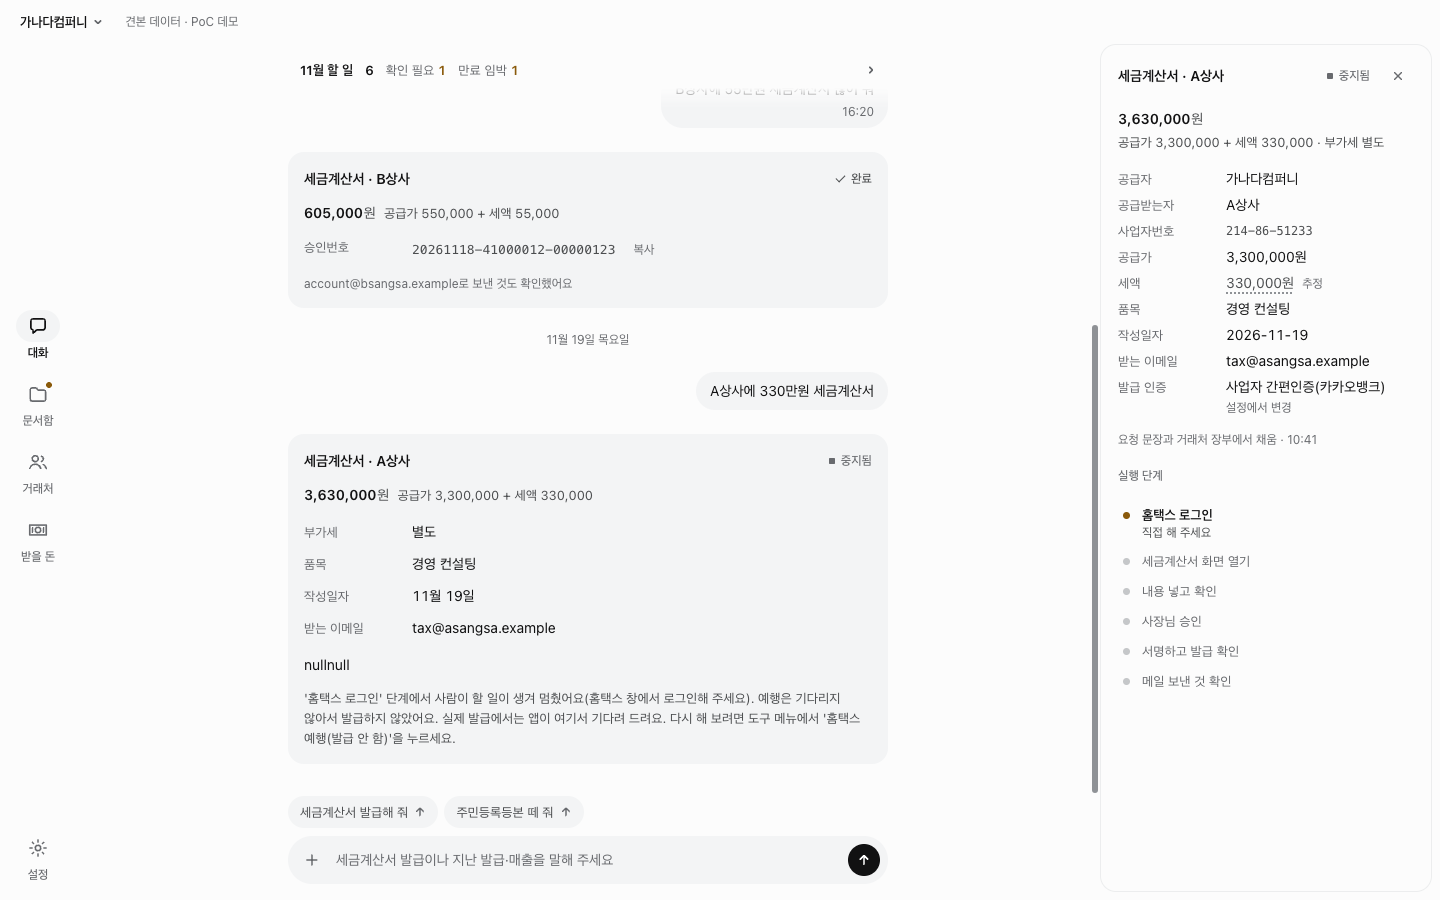 가나다컴퍼니
견본 데이터 · PoC 데모
11월 할 일 6 확인 필요 1 만료 임박 1
16:20
세금계산서 · B상사
완료
605,000원 공급가 550,000 + 세액 55,000
승인번호 20261118-41000012-00000123 복사
account@bsangsa.example로 보낸 것도 확인했어요
11월 19일 목요일
A상사에 330만원 세금계산서
세금계산서 · A상사
중지됨
3,630,000원 공급가 3,300,000 + 세액 330,000
부가세 별도
품목 경영 컨설팅
작성일자 11월 19일
받는 이메일 tax@asangsa.example
nullnull
'홈택스 로그인' 단계에서 사람이 할 일이 생겨 멈췄어요(홈택스 창에서 로그인해 주세요). 예행은 기다리지
않아서 발급하지 않았어요. 실제 발급에서는 앱이 여기서 기다려 드려요. 다시 해 보려면 도구 메뉴에서 '홈택스
예행(발급 안 함)'을 누르세요.
세금계산서 발급해 줘
주민등록등본 떼 줘
세금계산서 발급이나 지난 발급·매출을 말해 주세요
대화
문서함
거래처
받을 돈
설정
세금계산서 · A상사
중지됨
3,630,000원
공급가 3,300,000 + 세액 330,000 · 부가세 별도
공급자 가나다컴퍼니
공급받는자 A상사
사업자번호 214-86-51233
공급가 3,300,000원
세액 330,000원 추정
품목 경영 컨설팅
작성일자 2026-11-19
받는 이메일 tax@asangsa.example
발급 인증 사업자 간편인증(카카오뱅크)
설정에서 변경
요청 문장과 거래처 장부에서 채움 · 10:41
실행 단계
홈택스 로그인
직접 해 주세요
세금계산서 화면 열기
내용 넣고 확인
사장님 승인
서명하고 발급 확인
메일 보낸 것 확인